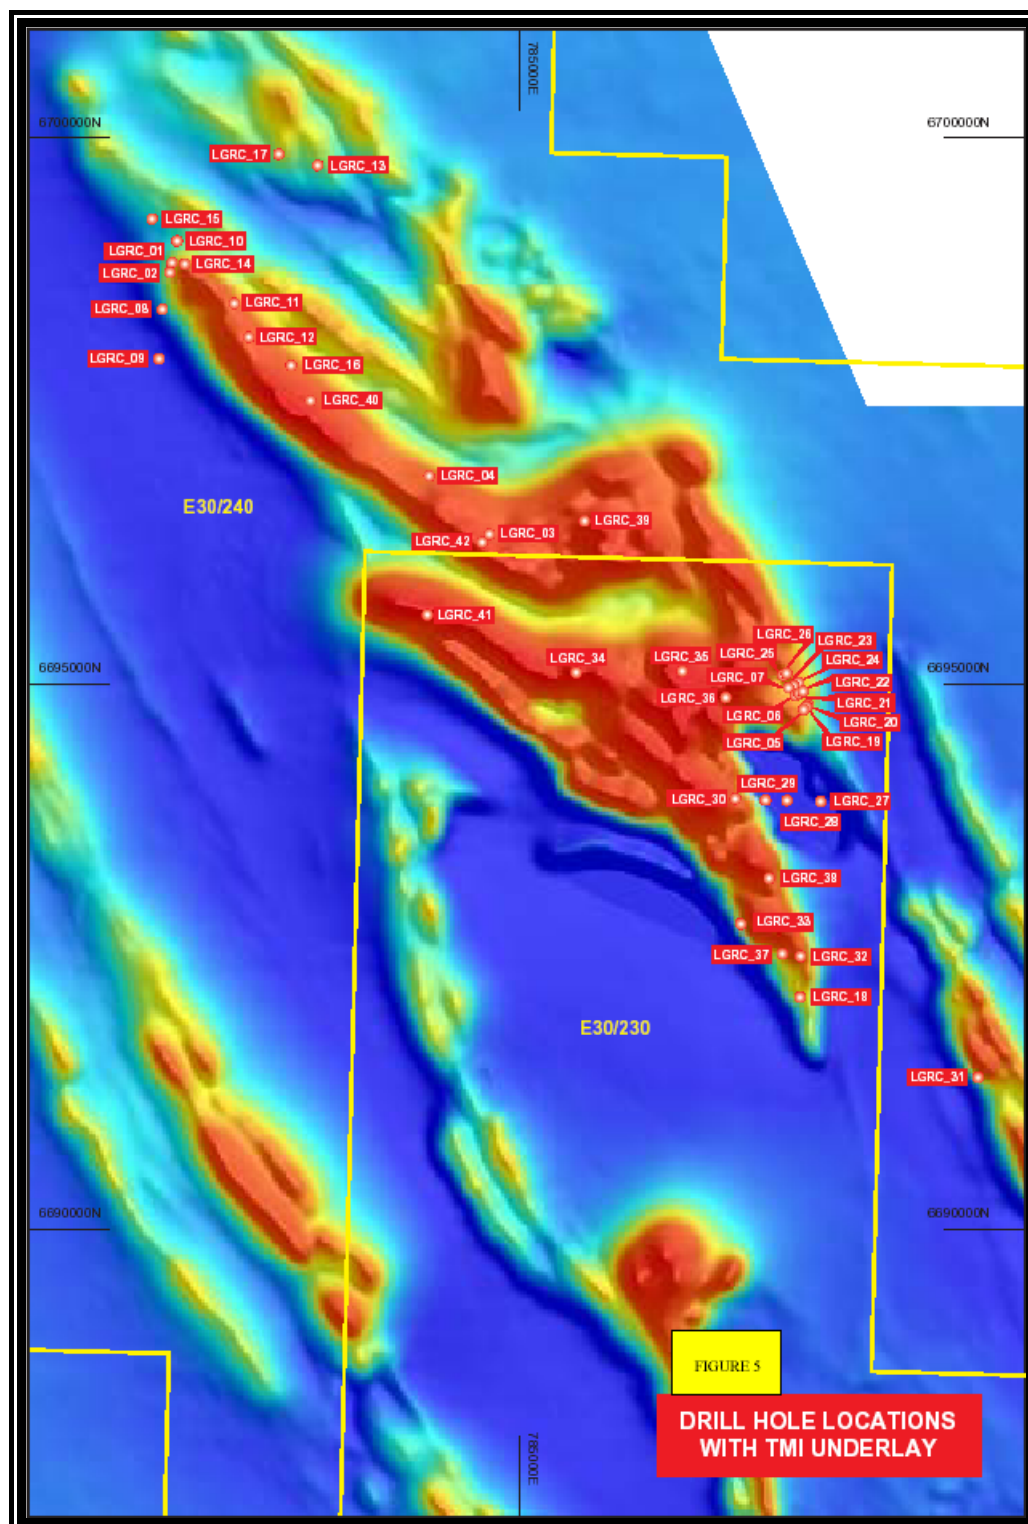 785000E
6700000N
6700000N
LGRC_17
LGRC_13
LGRC_15
LGRC_10
LGRC_01
LGRC_14
LGRC_02
LGRC_11
LGRC_08
LGRC_12
LGRC_09
LGRC_16
LGRC_40
LGRC_04
E30/240
LGRC_39
LGRC_03
LGRC_42
LGRC_41
LGRC_26
LGRC_23
LGRC_25
LGRC_34
LGRC_35
LGRC_24
6695000N
6695000N
LGRC_07
LGRC_22
LGRC_36
LGRC_21
LGRC_06
LGRC_20
LGRC_05
LGRC_19
LGRC_29
LGRC_30
LGRC_27
LGRC_28
LGRC_38
LGRC_33
LGRC_37
LGRC_32
LGRC_18
E30/230
LGRC_31
6690000N
6690000N
FIGURE 5
DRILL HOLE LOCATIONS
WITH TMI UNDERLAY
785000E